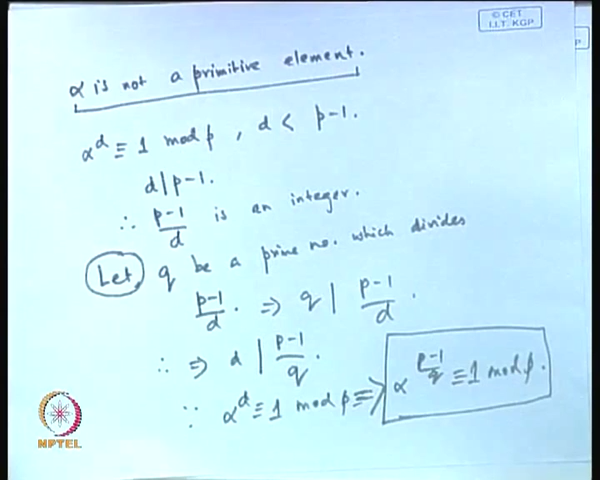 © CET
I.I.T. KGP
α is not a primitive element.
α^d ≡ 1 mod p, d < p-1.
d | p-1.
∴ p-1/d is an integer.
Let q be a prime no. which divides
p-1/d. ⇒ q | p-1/d.
∴ ⇒ d | p-1/q.
∵ α^d ≡ 1 mod p ⇒ α^(p-1/q) ≡ 1 mod p.
NPTEL